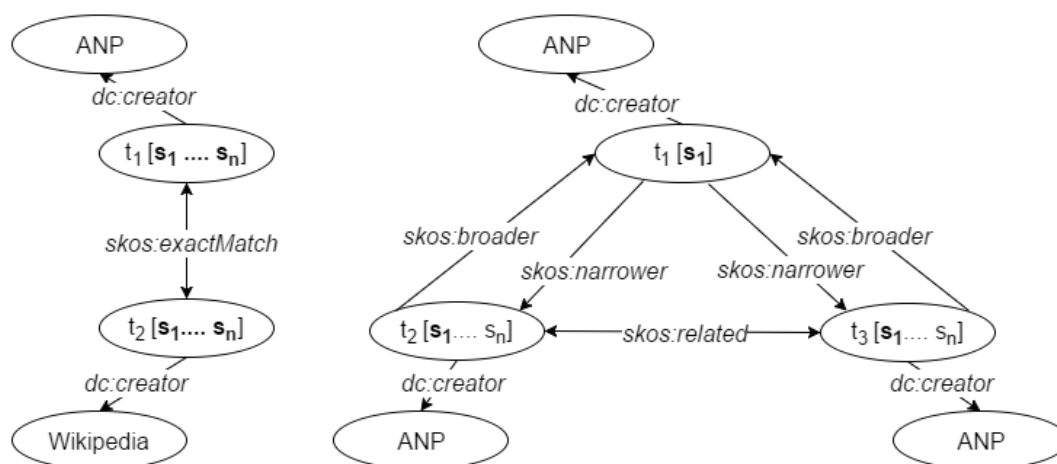 ANP
dc:creator
t1 [s1 .... sn]
skos:exactMatch
t2 [s1.... sn]
dc:creator
Wikipedia
ANP
dc:creator
t1 [s1]
skos:broader
skos:broader
skos:narrower
skos:narrower
t2 [s1.... sn]
skos:related
t3 [s1.... sn]
dc:creator
dc:creator
ANP
ANP